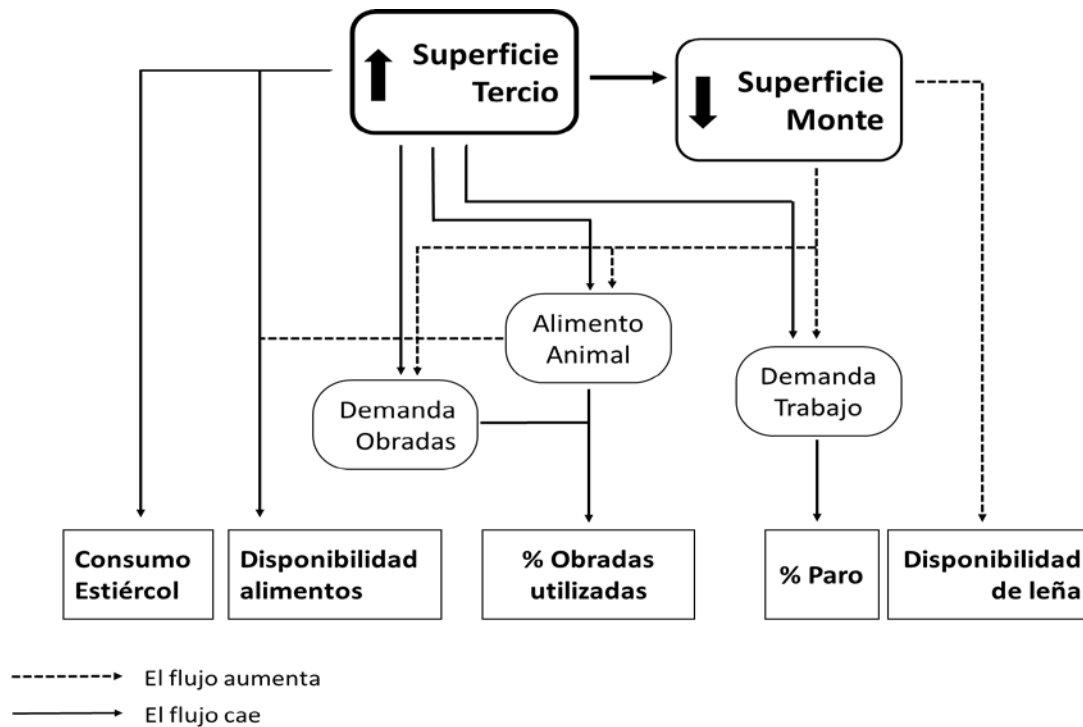 Superficie
Tercio
Superficie
Monte
Alimento
Animal
Demanda
Obradas
Demanda
Trabajo
Consumo
Estiércol
Disponibilidad
alimentos
% Obradas
utilizadas
% Paro
Disponibilidad
de leña
El flujo aumenta
El flujo cae